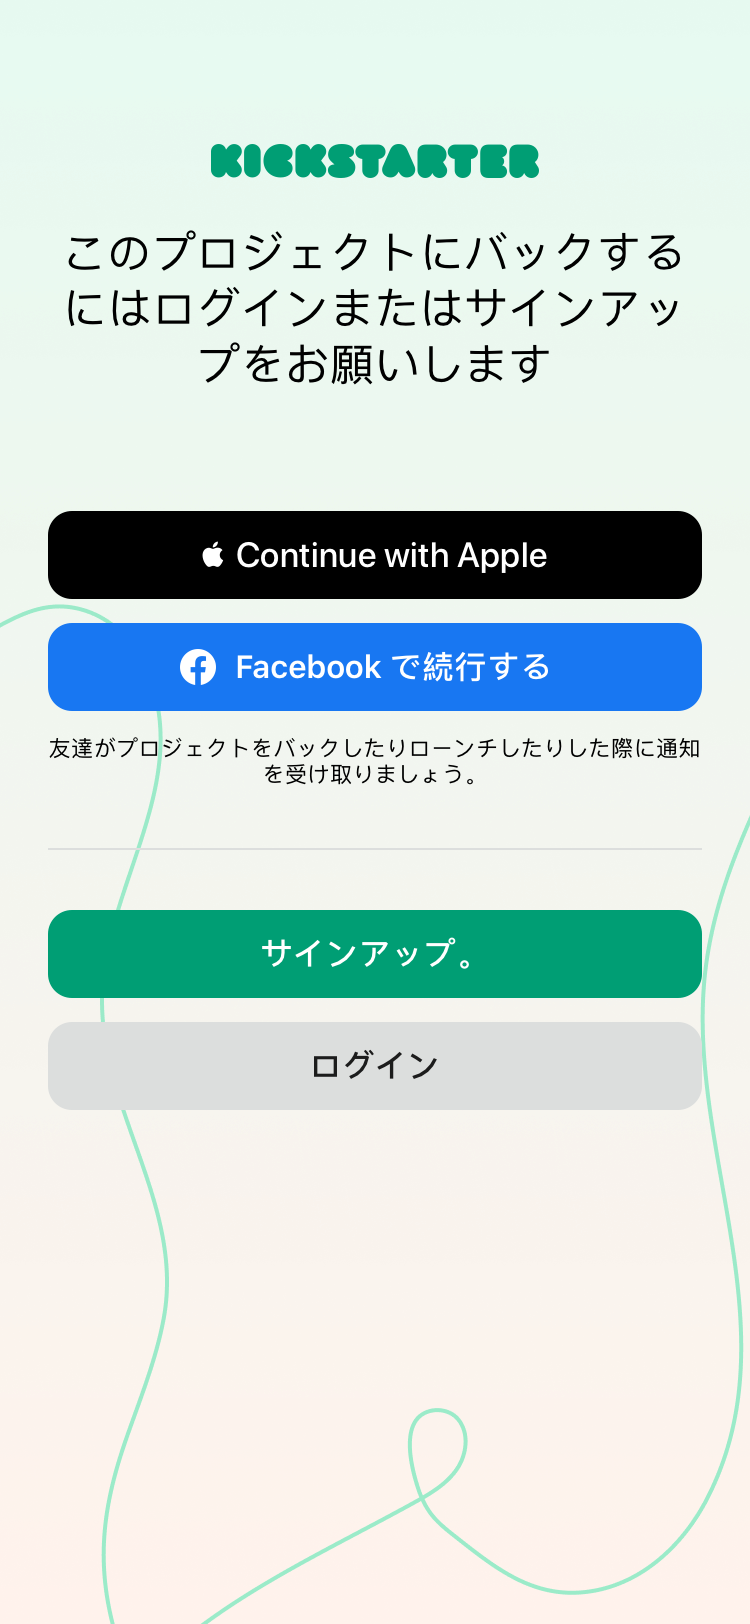 KICKSTARTER
このプロジェクトにバックする
にはログインまたはサインアッ
プをお願いします
Continue with Apple
Facebook で続行する
友達がプロジェクトをバックしたりローンチしたりした際に通知
を受け取りましょう。
サインアップ。
ログイン